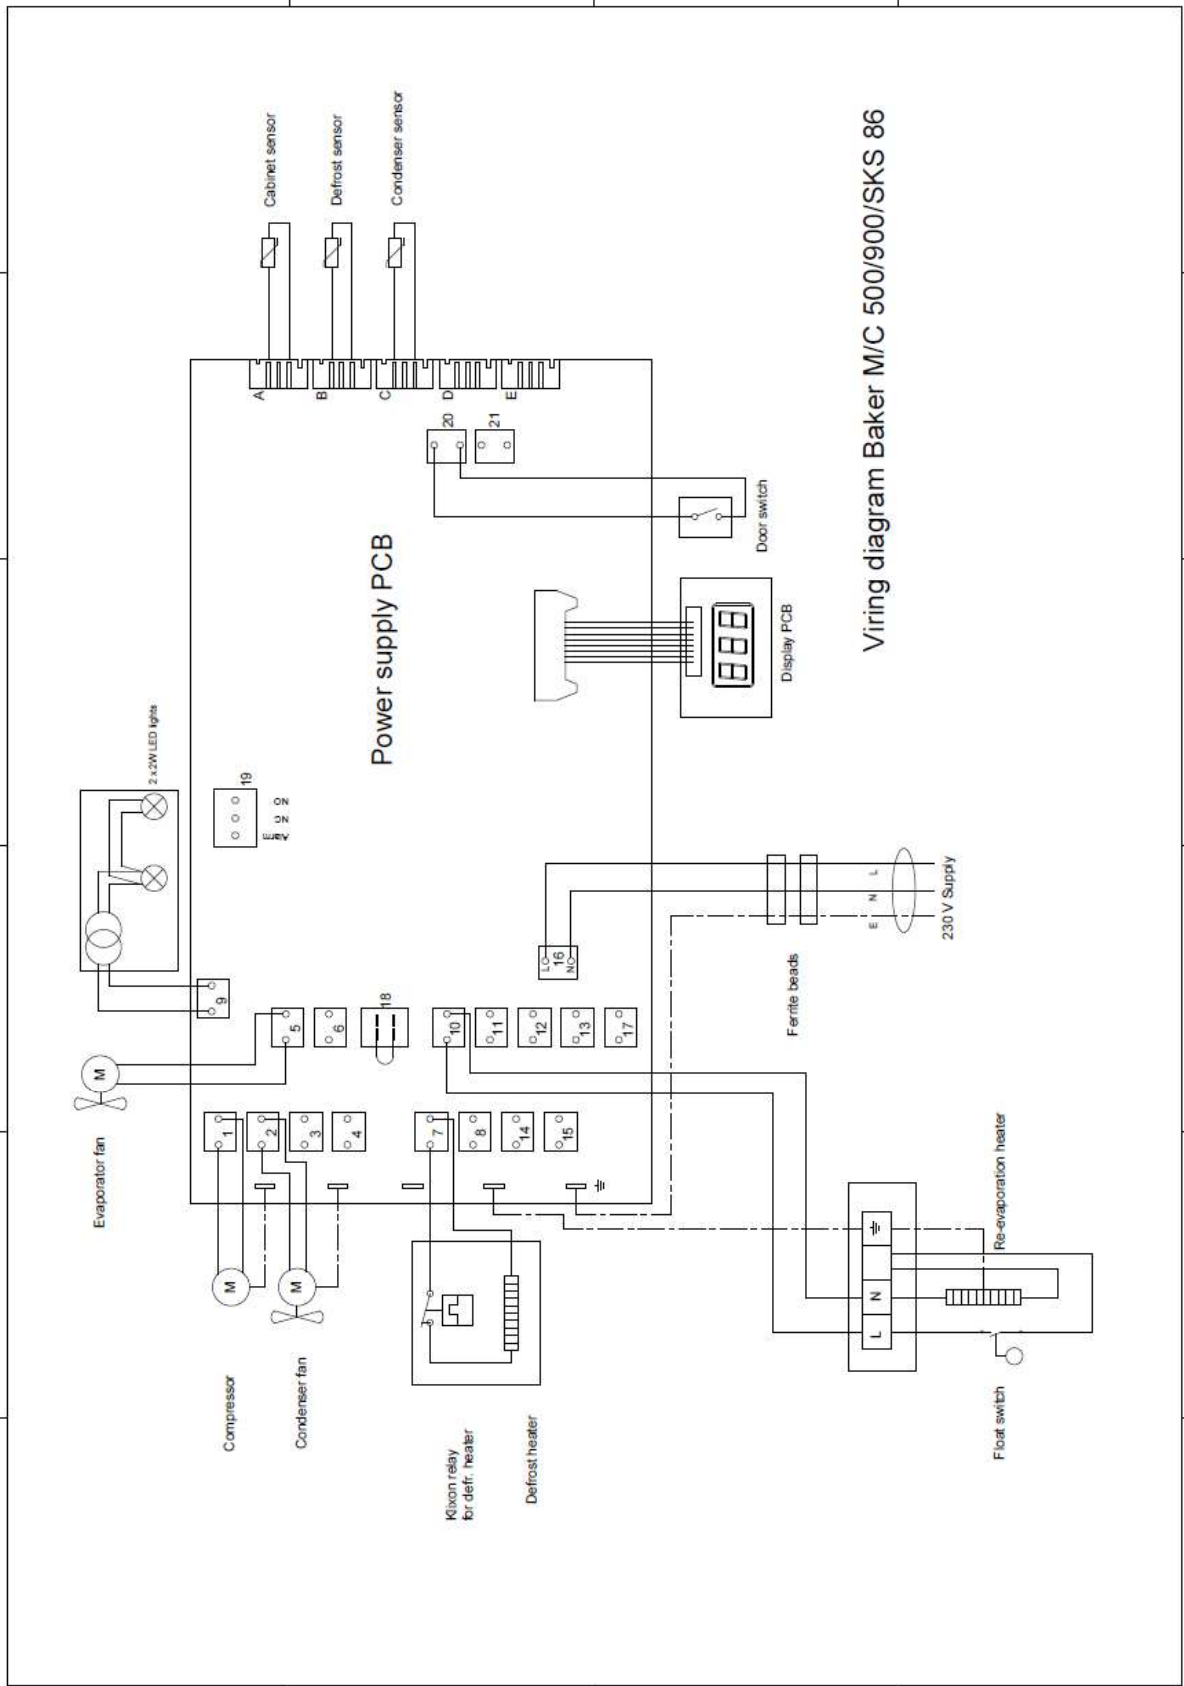 Cabinet sensor
Defrost sensor
Condenser sensor
A
B
C
D
E
20
21
Door switch
Power supply PCB
Display PCB
Viring diagram Baker M/C 500/900/SKS 86
2 x 2W LED lights
19
NO
NC
Alarm
9
L
16
N
L
N
E
230 V Supply
Ferrite beads
5
6
18
10
11
12
13
17
M
Evaporator fan
1
2
3
4
7
8
14
15
M
Compressor
M
Condenser fan
Klixon relay
for defr. heater
Defrost heater
N
L
Re-evaporation heater
Float switch